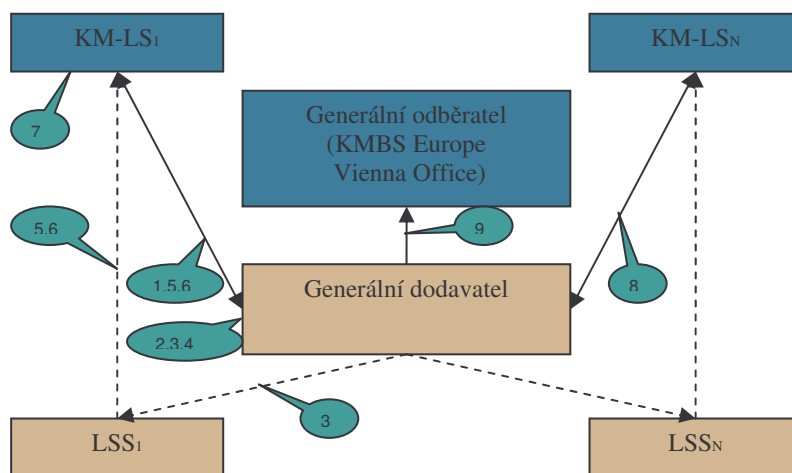 KM-LS1
KM-LSN
Generální odběratel
(KMBS Europe
Vienna Office)
7
5.6
9
1.5.6
Generální dodavatel
8
2.3.4
3
LSS1
LSSN